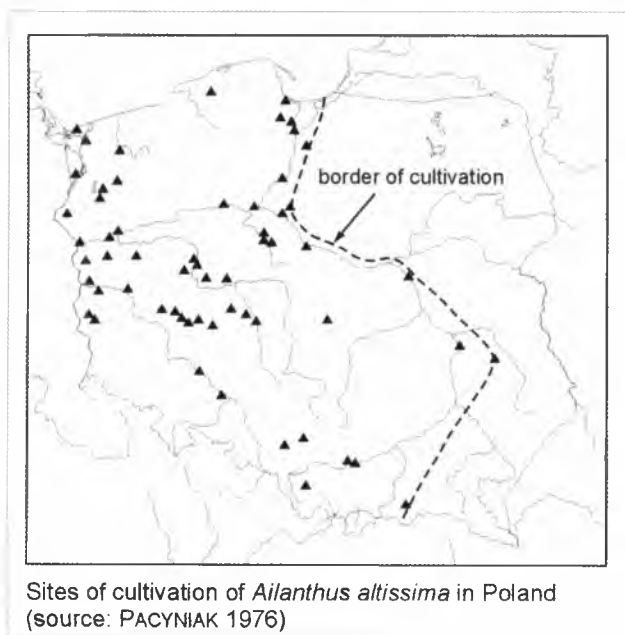 border of cultivation
Sites of cultivation of Ailanthus altissima in Poland
(source: PACYNIAK 1976)